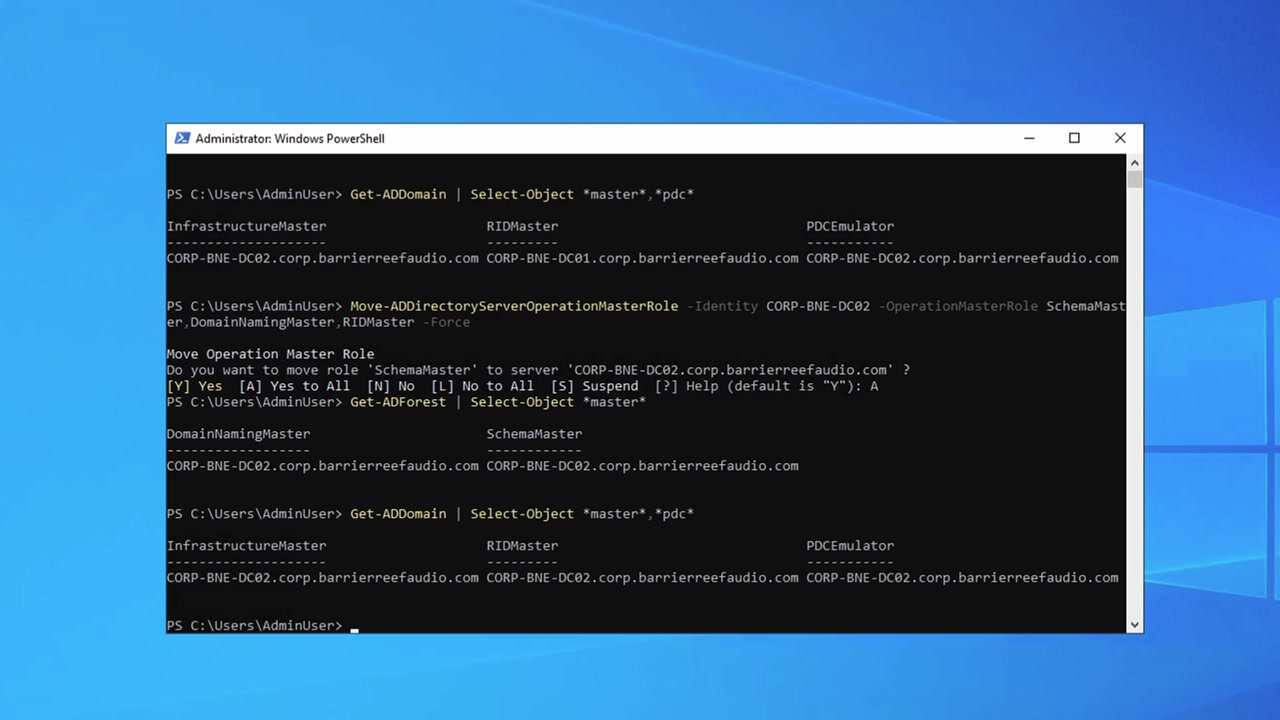 Administrator: Windows PowerShell
PS C:\Users\AdminUser> Get-ADDomain | Select-Object *master*,*pdc*
InfrastructureMaster RIDMaster PDCEmulator
-------------------- --------- -----------
CORP-BNE-DC02.corp.barrierreefaudio.com CORP-BNE-DC01.corp.barrierreefaudio.com CORP-BNE-DC02.corp.barrierreefaudio.com
PS C:\Users\AdminUser> Move-ADDirectoryServerOperationMasterRole -Identity CORP-BNE-DC02 -OperationMasterRole SchemaMast
er,DomainNamingMaster,RIDMaster -Force
Move Operation Master Role
Do you want to move role 'SchemaMaster' to server 'CORP-BNE-DC02.corp.barrierreefaudio.com' ?
[Y] Yes [A] Yes to All [N] No [L] No to All [S] Suspend [?] Help (default is "Y"): A
PS C:\Users\AdminUser> Get-ADForest | Select-Object *master*
DomainNamingMaster SchemaMaster
------------------ ------------
CORP-BNE-DC02.corp.barrierreefaudio.com CORP-BNE-DC02.corp.barrierreefaudio.com
PS C:\Users\AdminUser> Get-ADDomain | Select-Object *master*,*pdc*
InfrastructureMaster RIDMaster PDCEmulator
-------------------- --------- -----------
CORP-BNE-DC02.corp.barrierreefaudio.com CORP-BNE-DC02.corp.barrierreefaudio.com CORP-BNE-DC02.corp.barrierreefaudio.com
PS C:\Users\AdminUser> _